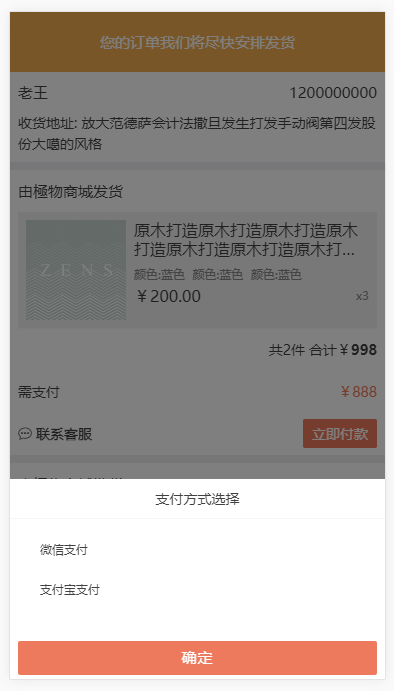 您的订单我们将尽快安排发货
老王 1200000000
收货地址: 放大范德萨会计法撒旦发生打发手动阀第四发股
份大噶的风格
由極物商城发货
ZENS
原木打造原木打造原木打造原木
打造原木打造原木打造原木打...
颜色:蓝色 颜色:蓝色 颜色:蓝色
￥200.00 x3
共2件 合计￥998
需支付 ￥888
联系客服 立即付款
支付方式选择
微信支付
支付宝支付
确定